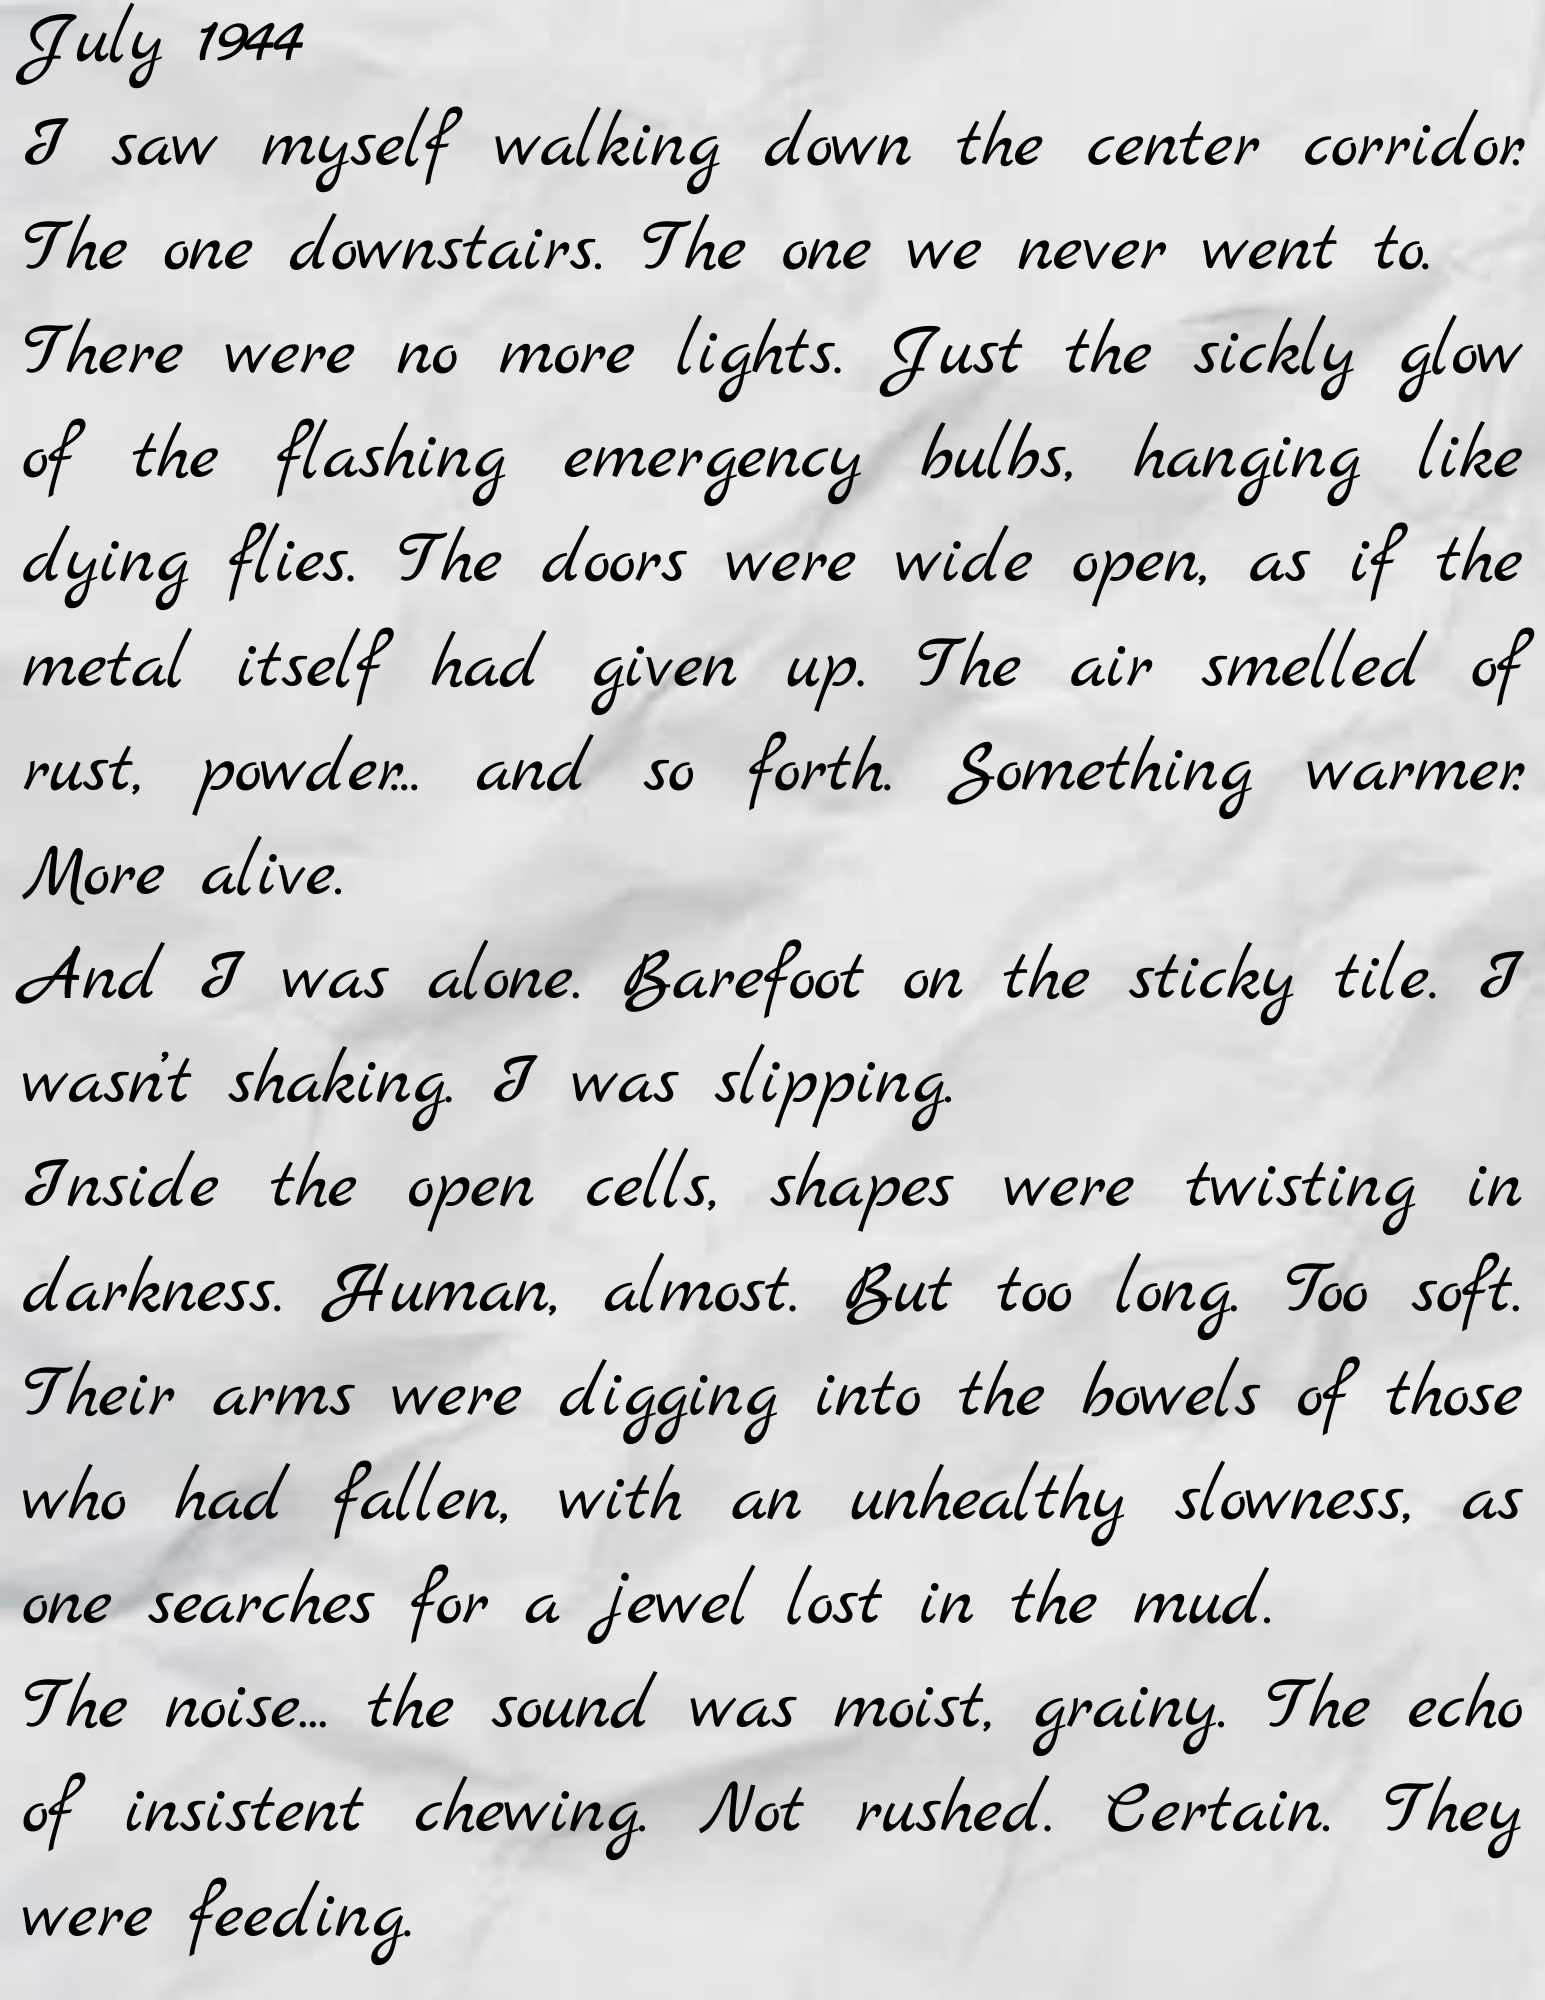 July 1944
I saw myself walking down the center corridor.
The one downstairs. The one we never went to.
There were no more lights. Just the sickly glow
of the flashing emergency bulbs, hanging like
dying flies. The doors were wide open, as if the
metal itself had given up. The air smelled of
rust, powder... and so forth. Something warmer.
More alive.
And I was alone. Barefoot on the sticky tile. I
wasn't shaking. I was slipping.
Inside the open cells, shapes were twisting in
darkness. Human, almost. But too long. Too soft.
Their arms were digging into the bowels of those
who had fallen, with an unhealthy slowness, as
one searches for a jewel lost in the mud.
The noise... the sound was moist, grainy. The echo
of insistent chewing. Not rushed. Certain. They
were feeding.